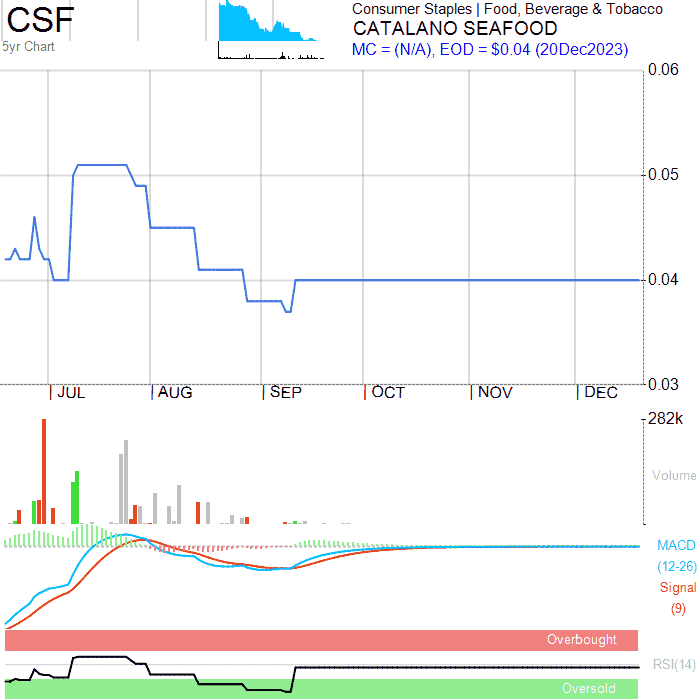 CSF
5yr Chart
Consumer Staples | Food, Beverage & Tobacco
CATALANO SEAFOOD
MC = (N/A), EOD = $0.04 (20Dec2023)
0.06
0.05
0.04
0.03
JUL AUG SEP OCT NOV DEC
282k
Volume
MACD
(12-26)
Signal
(9)
Overbought
RSI(14)
Oversold